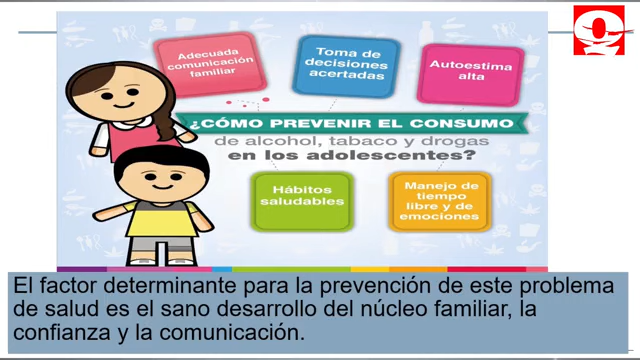 Adecuada
comunicación
familiar
Toma de
decisiones
acertadas
Autoestima
alta
¿CÓMO PREVENIR EL CONSUMO
de alcohol, tabaco y drogas
en los adolescentes?
Hábitos
saludables
Manejo de
tiempo
libre y de
emociones
El factor determinante para la prevención de este problema
de salud es el sano desarrollo del núcleo familiar, la
confianza y la comunicación.